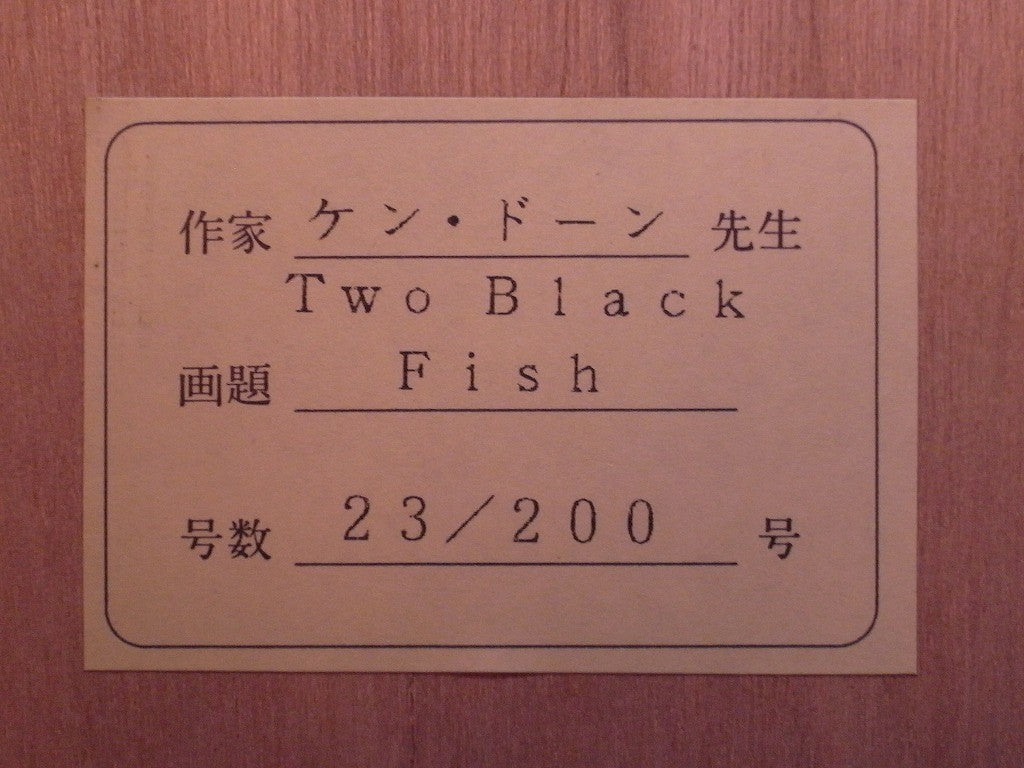 作家 ケン・ドーン 先生
Two Black
画題 Fish
号数 23/200 号